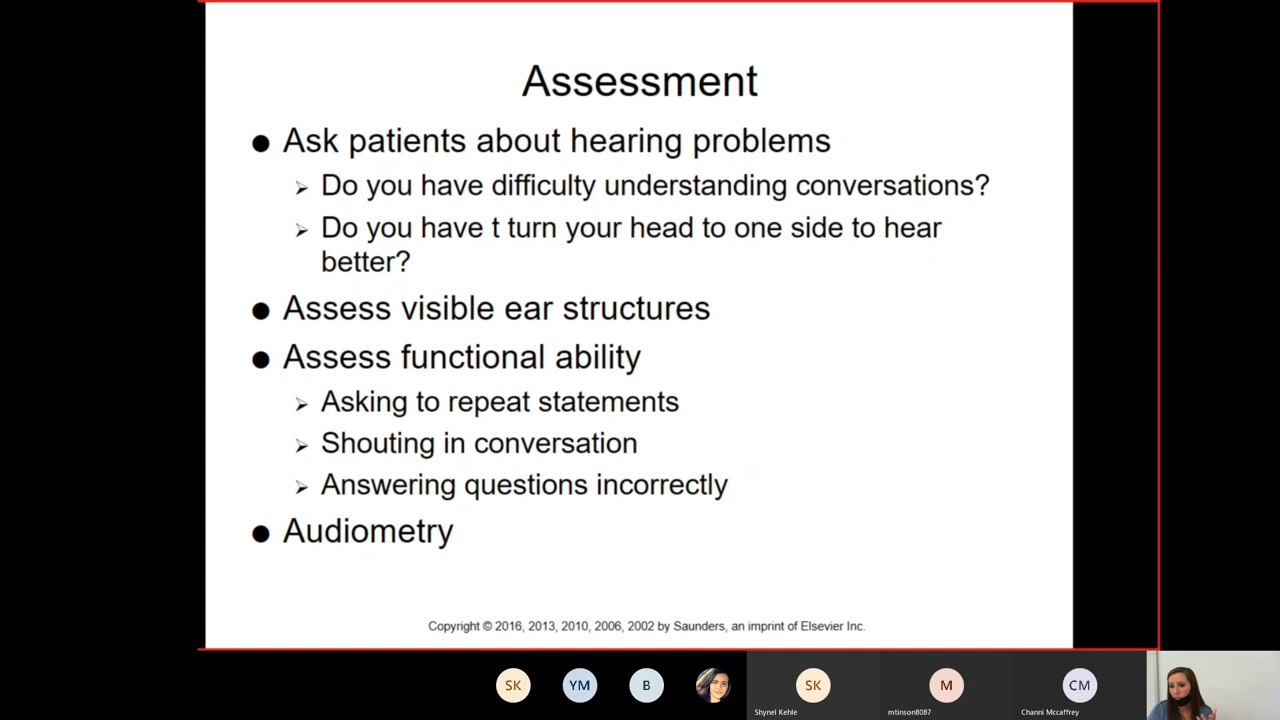 Assessment
● Ask patients about hearing problems
➢ Do you have difficulty understanding conversations?
➢ Do you have t turn your head to one side to hear
better?
● Assess visible ear structures
● Assess functional ability
➢ Asking to repeat statements
➢ Shouting in conversation
➢ Answering questions incorrectly
● Audiometry
Copyright © 2016, 2013, 2010, 2006, 2002 by Saunders, an imprint of Elsevier Inc.
SK YM B SK M CM
Shynel Kehle mtinson8087 Channi Mccaffrey